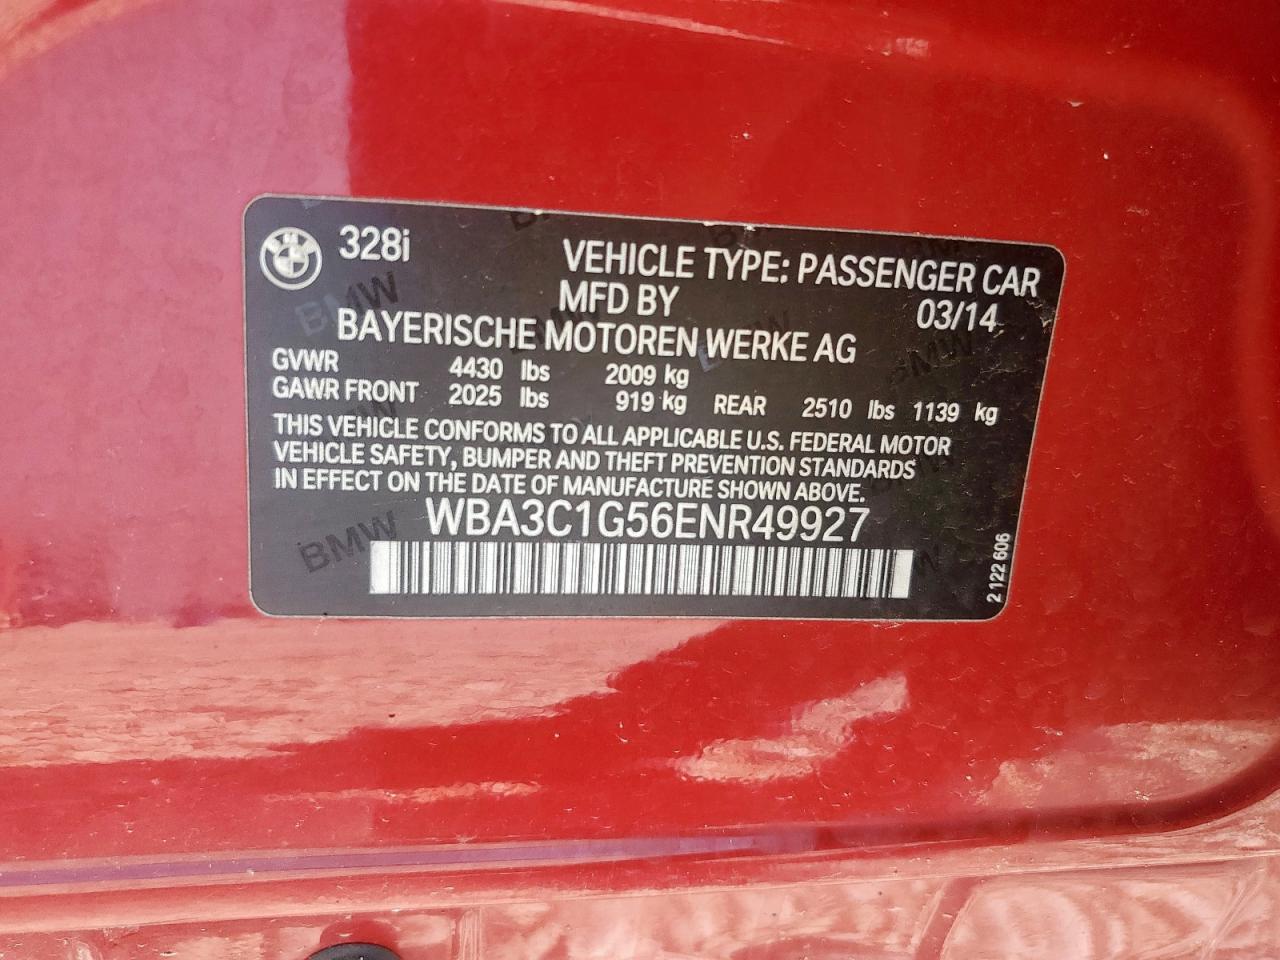 328i
VEHICLE TYPE: PASSENGER CAR
MFD BY 03/14
BAYERISCHE MOTOREN WERKE AG
GVWR 4430 lbs 2009 kg
GAWR FRONT 2025 lbs 919 kg REAR 2510 lbs 1139 kg
THIS VEHICLE CONFORMS TO ALL APPLICABLE U.S. FEDERAL MOTOR
VEHICLE SAFETY, BUMPER AND THEFT PREVENTION STANDARDS
IN EFFECT ON THE DATE OF MANUFACTURE SHOWN ABOVE.
WBA3C1G56ENR49927
2 122 606